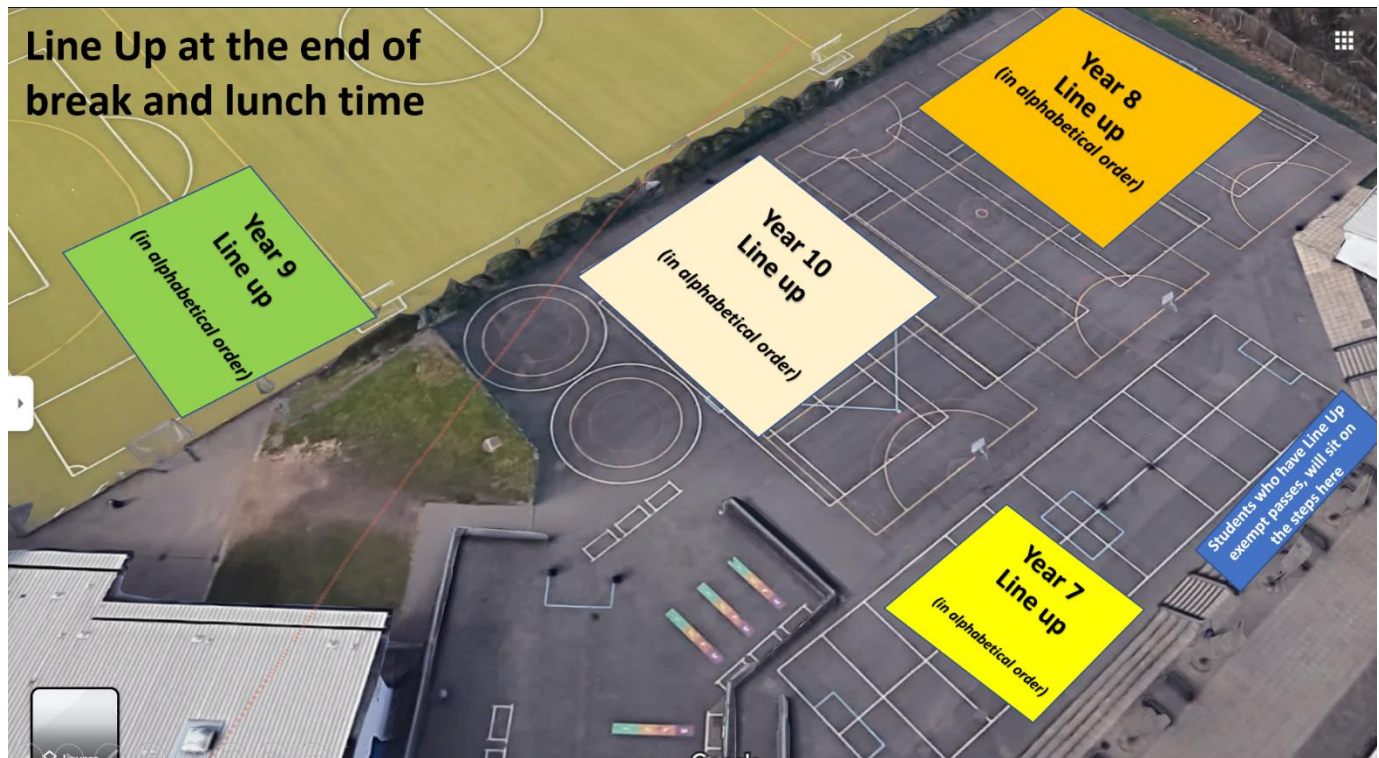 Line Up at the end of
break and lunch time
Year 8
Line up
(in alphabetical order)
Year 10
Line up
(in alphabetical order)
Year 9
Line up
(in alphabetical order)
Students who have Line Up
exempt passes, will sit on
the steps here
Year 7
Line up
(in alphabetical order)